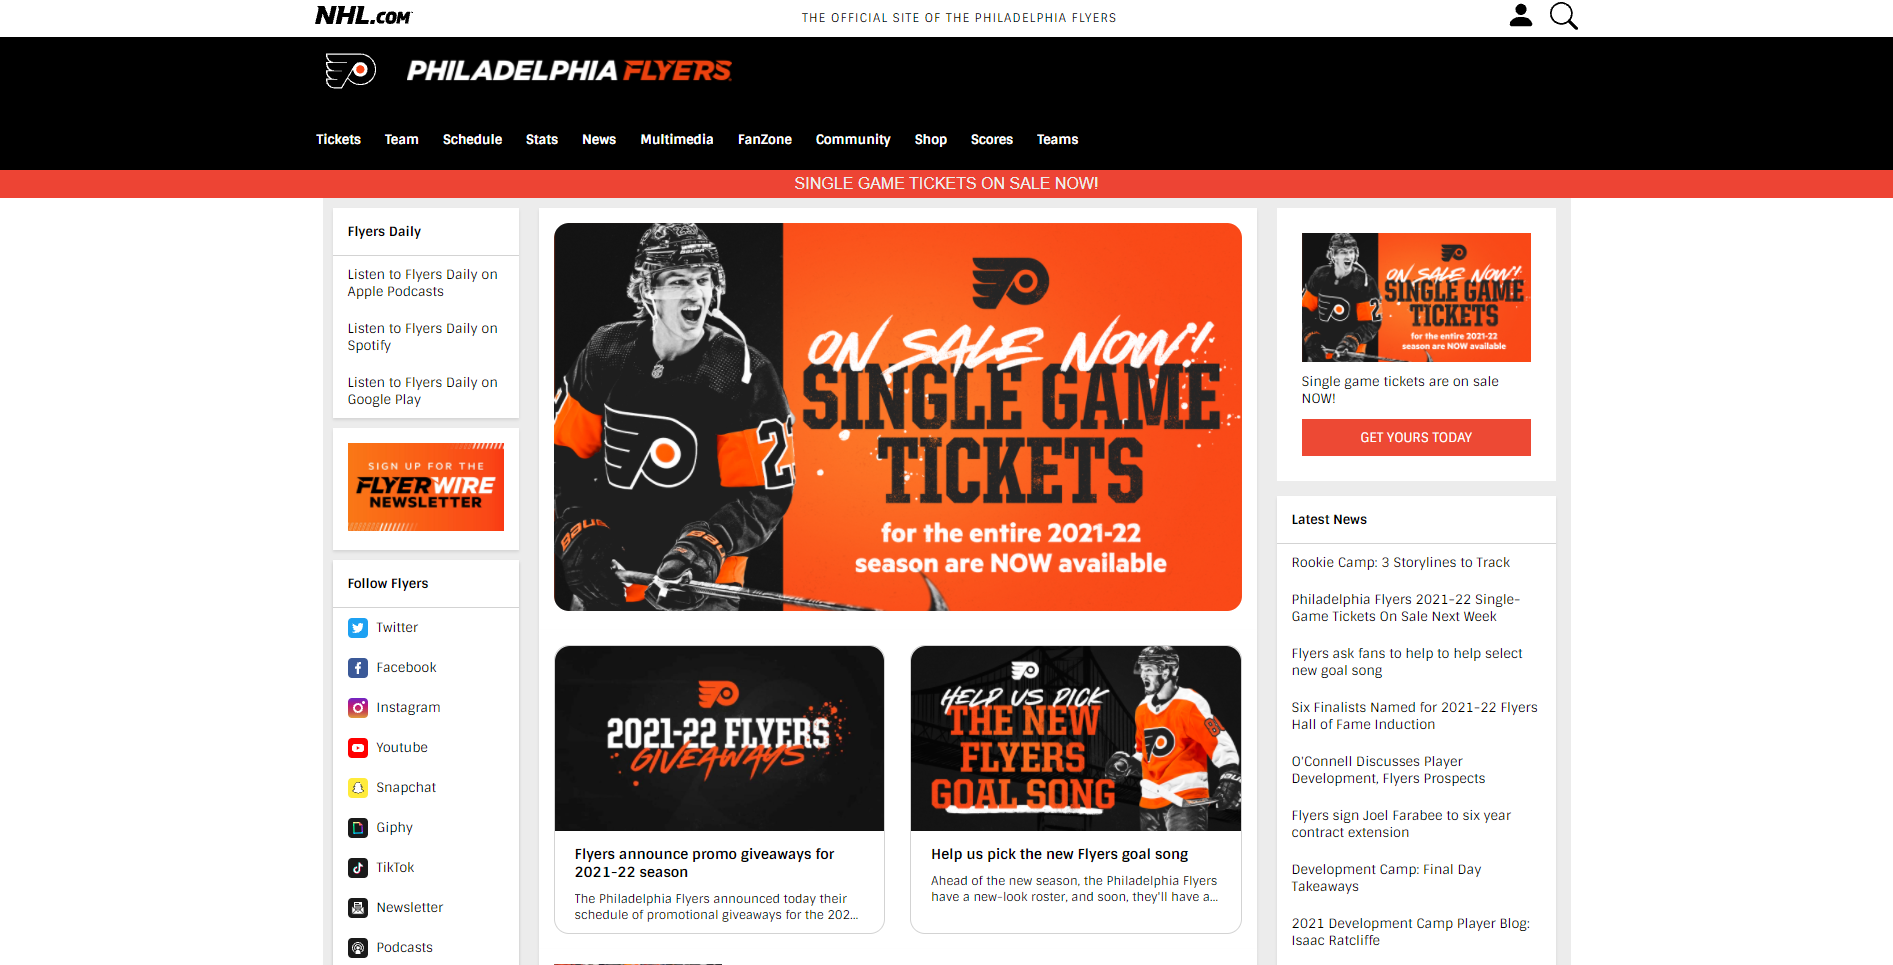 NHL.COM
THE OFFICIAL SITE OF THE PHILADELPHIA FLYERS
PHILADELPHIA FLYERS
Tickets Team Schedule Stats News Multimedia FanZone Community Shop Scores Teams
SINGLE GAME TICKETS ON SALE NOW!
Flyers Daily
Listen to Flyers Daily on
Apple Podcasts
Listen to Flyers Daily on
Spotify
Listen to Flyers Daily on
Google Play
SIGN UP FOR THE
FLYERWIRE
NEWSLETTER
Follow Flyers
Twitter
Facebook
Instagram
Youtube
Snapchat
Giphy
TikTok
Newsletter
Podcasts
BAUER
2
BAUER
BAUER
ON SALE NOW!
SINGLE GAME
TICKETS
for the entire 2021-22
season are NOW available
2021-22 FLYERS
GIVEAWAYS
Flyers announce promo giveaways for
2021-22 season
The Philadelphia Flyers announced today their
schedule of promotional giveaways for the 202...
HELP US PICK
THE NEW
FLYERS
GOAL SONG
Help us pick the new Flyers goal song
Ahead of the new season, the Philadelphia Flyers
have a new-look roster, and soon, they'll have a...
ON SALE NOW!
SINGLE GAME
TICKETS
for the entire 2021-22
season are NOW available
Single game tickets are on sale
NOW!
GET YOURS TODAY
Latest News
Rookie Camp: 3 Storylines to Track
Philadelphia Flyers 2021-22 Single-
Game Tickets On Sale Next Week
Flyers ask fans to help to help select
new goal song
Six Finalists Named for 2021-22 Flyers
Hall of Fame Induction
O'Connell Discusses Player
Development, Flyers Prospects
Flyers sign Joel Farabee to six year
contract extension
Development Camp: Final Day
Takeaways
2021 Development Camp Player Blog:
Isaac Ratcliffe